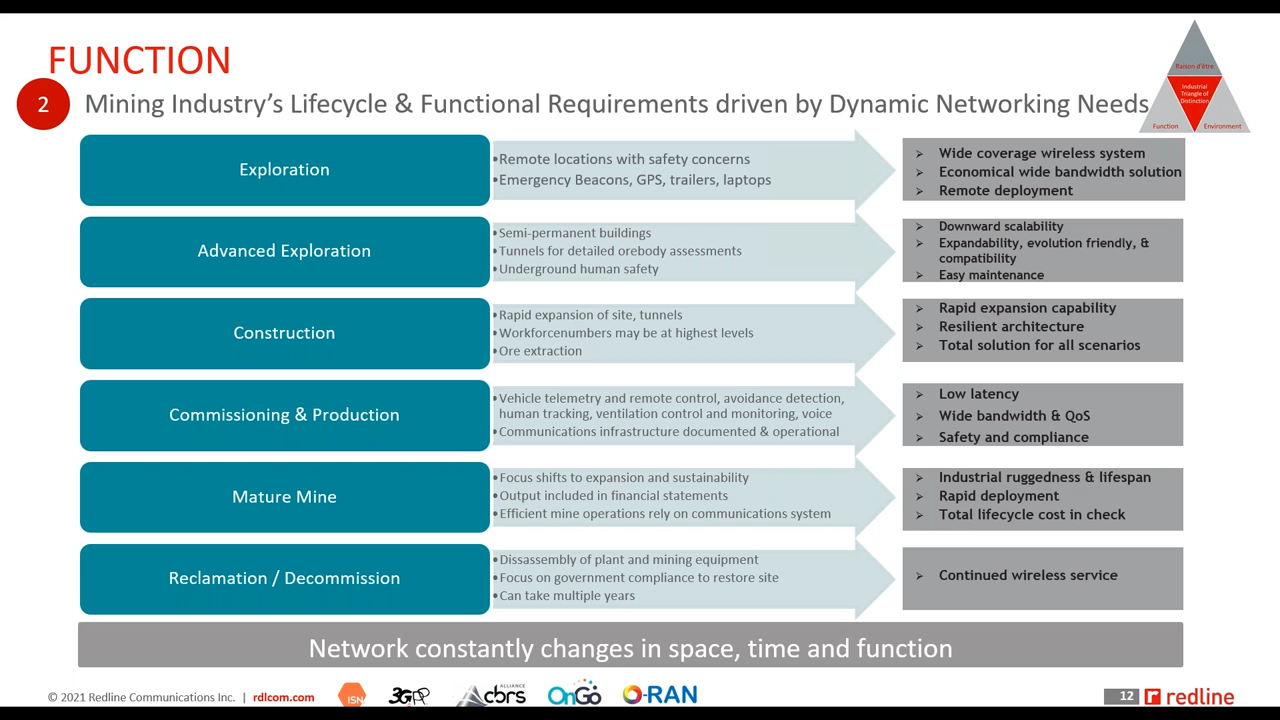 FUNCTION
2
Mining Industry's Lifecycle & Functional Requirements driven by Dynamic Networking Needs
Raison d'être
Industrial
Triangle of
Distinction
Function
Environment
Exploration
•Remote locations with safety concerns
•Emergency Beacons, GPS, trailers, laptops
➢ Wide coverage wireless system
➢ Economical wide bandwidth solution
➢ Remote deployment
Advanced Exploration
•Semi-permanent buildings
•Tunnels for detailed orebody assessments
•Underground human safety
➢ Downward scalability
➢ Expandability, evolution friendly, &
compatibility
➢ Easy maintenance
Construction
•Rapid expansion of site, tunnels
•Workforcenumbers may be at highest levels
•Ore extraction
➢ Rapid expansion capability
➢ Resilient architecture
➢ Total solution for all scenarios
Commissioning & Production
•Vehicle telemetry and remote control, avoidance detection,
human tracking, ventilation control and monitoring, voice
•Communications infrastructure documented & operational
➢ Low latency
➢ Wide bandwidth & QoS
➢ Safety and compliance
Mature Mine
•Focus shifts to expansion and sustainability
•Output included in financial statements
•Efficient mine operations rely on communications system
➢ Industrial ruggedness & lifespan
➢ Rapid deployment
➢ Total lifecycle cost in check
Reclamation / Decommission
•Dissassembly of plant and mining equipment
•Focus on government compliance to restore site
•Can take multiple years
➢ Continued wireless service
Network constantly changes in space, time and function
© 2021 Redline Communications Inc. | rdlcom.com
ISN
3GPP
cbrs ALLIANCE
OnGo
O-RAN
12
redline